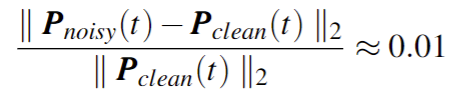 ‖ P_noisy(t) − P_clean(t) ‖₂
‖ P_clean(t) ‖₂
≈ 0.01